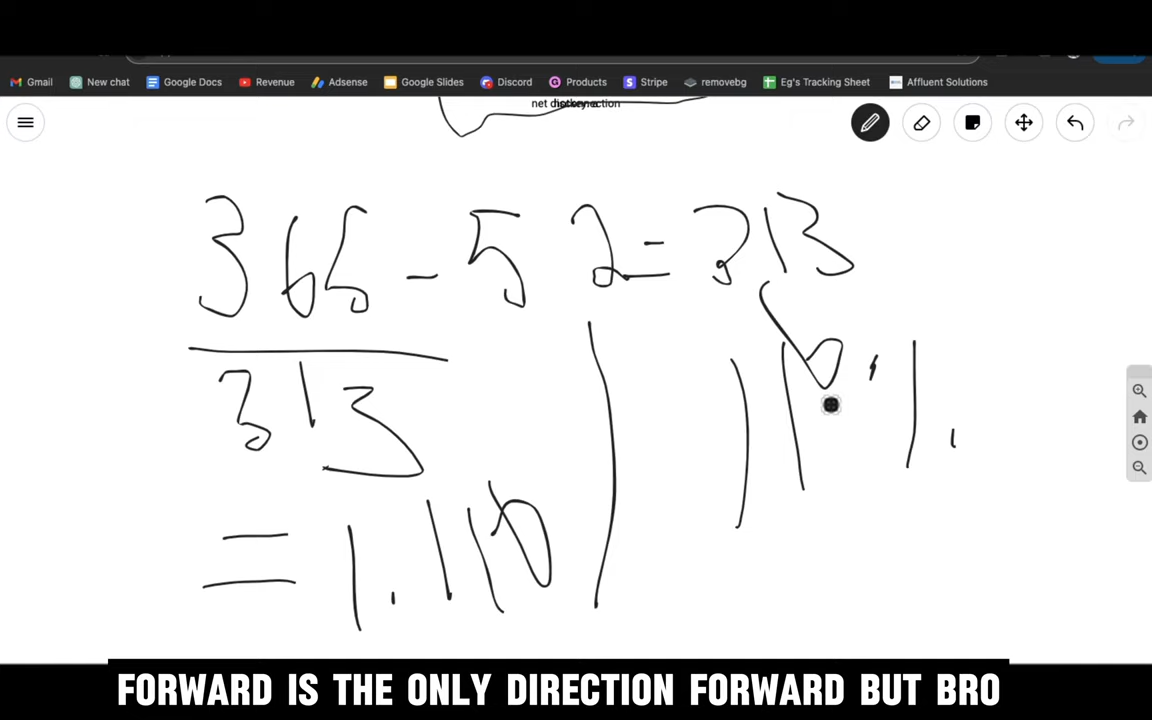 Gmail New chat Google Docs Revenue Adsense Google Slides Discord Products Stripe removebg Eg's Tracking Sheet Affluent Solutions
net
365 - 52 = 313
313
= 1.110
FORWARD IS THE ONLY DIRECTION FORWARD BUT BRO